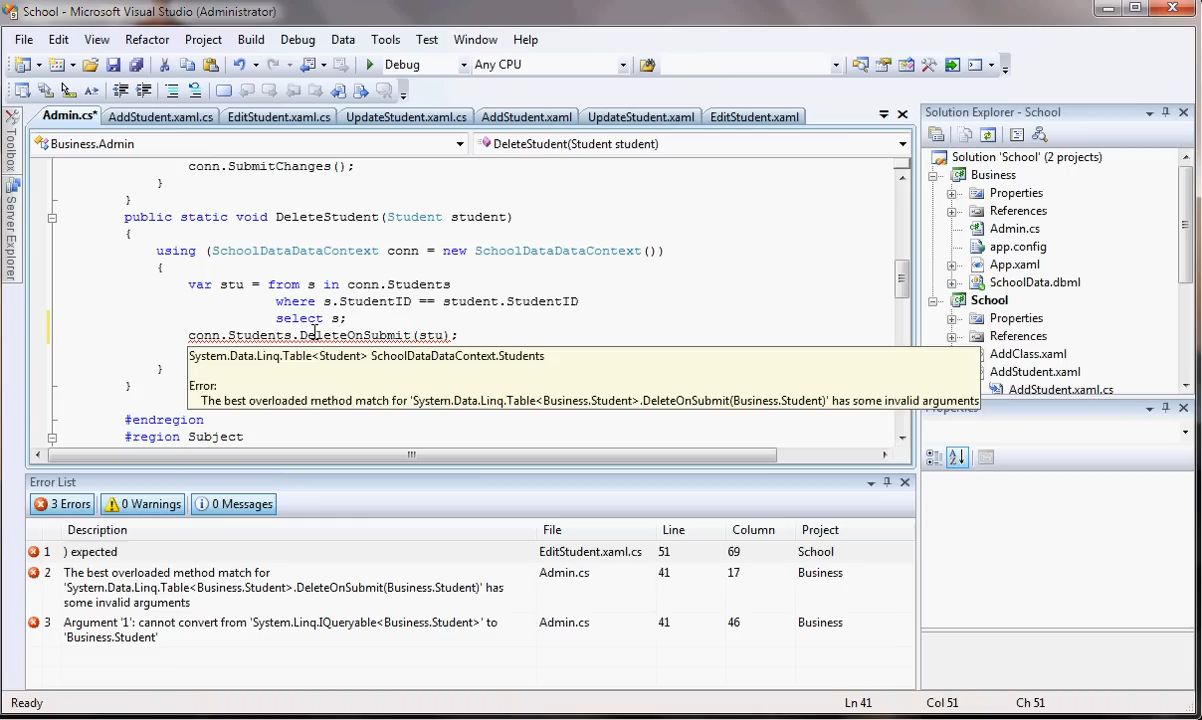 School - Microsoft Visual Studio (Administrator)
File Edit View Refactor Project Build Debug Data Tools Test Window Help
Debug Any CPU
Admin.cs* AddStudent.xaml.cs EditStudent.xaml.cs UpdateStudent.xaml.cs AddStudent.xaml UpdateStudent.xaml EditStudent.xaml
Business.Admin DeleteStudent(Student student)
conn.SubmitChanges();
}
}
public static void DeleteStudent(Student student)
{
using (SchoolDataDataContext conn = new SchoolDataDataContext())
{
var stu = from s in conn.Students
where s.StudentID == student.StudentID
select s;
conn.Students.DeleteOnSubmit(stu);
System.Data.Linq.Table<Student> SchoolDataDataContext.Students
Error:
The best overloaded method match for 'System.Data.Linq.Table<Business.Student>.DeleteOnSubmit(Business.Student)' has some invalid arguments
}
}
#endregion
#region Subject
Toolbox
Server Explorer
Solution Explorer - School
Solution 'School' (2 projects)
Business
Properties
References
Admin.cs
app.config
App.xaml
SchoolData.dbml
School
Properties
References
AddClass.xaml
AddStudent.xaml
AddStudent.xaml.cs
Properties
Error List
3 Errors 0 Warnings 0 Messages
Description File Line Column Project
1 ) expected EditStudent.xaml.cs 51 69 School
2 The best overloaded method match for Admin.cs 41 17 Business
'System.Data.Linq.Table<Business.Student>.DeleteOnSubmit(Business.Student)' has
some invalid arguments
3 Argument '1': cannot convert from 'System.Linq.IQueryable<Business.Student>' to Admin.cs 41 46 Business
'Business.Student'
Ready Ln 41 Col 51 Ch 51